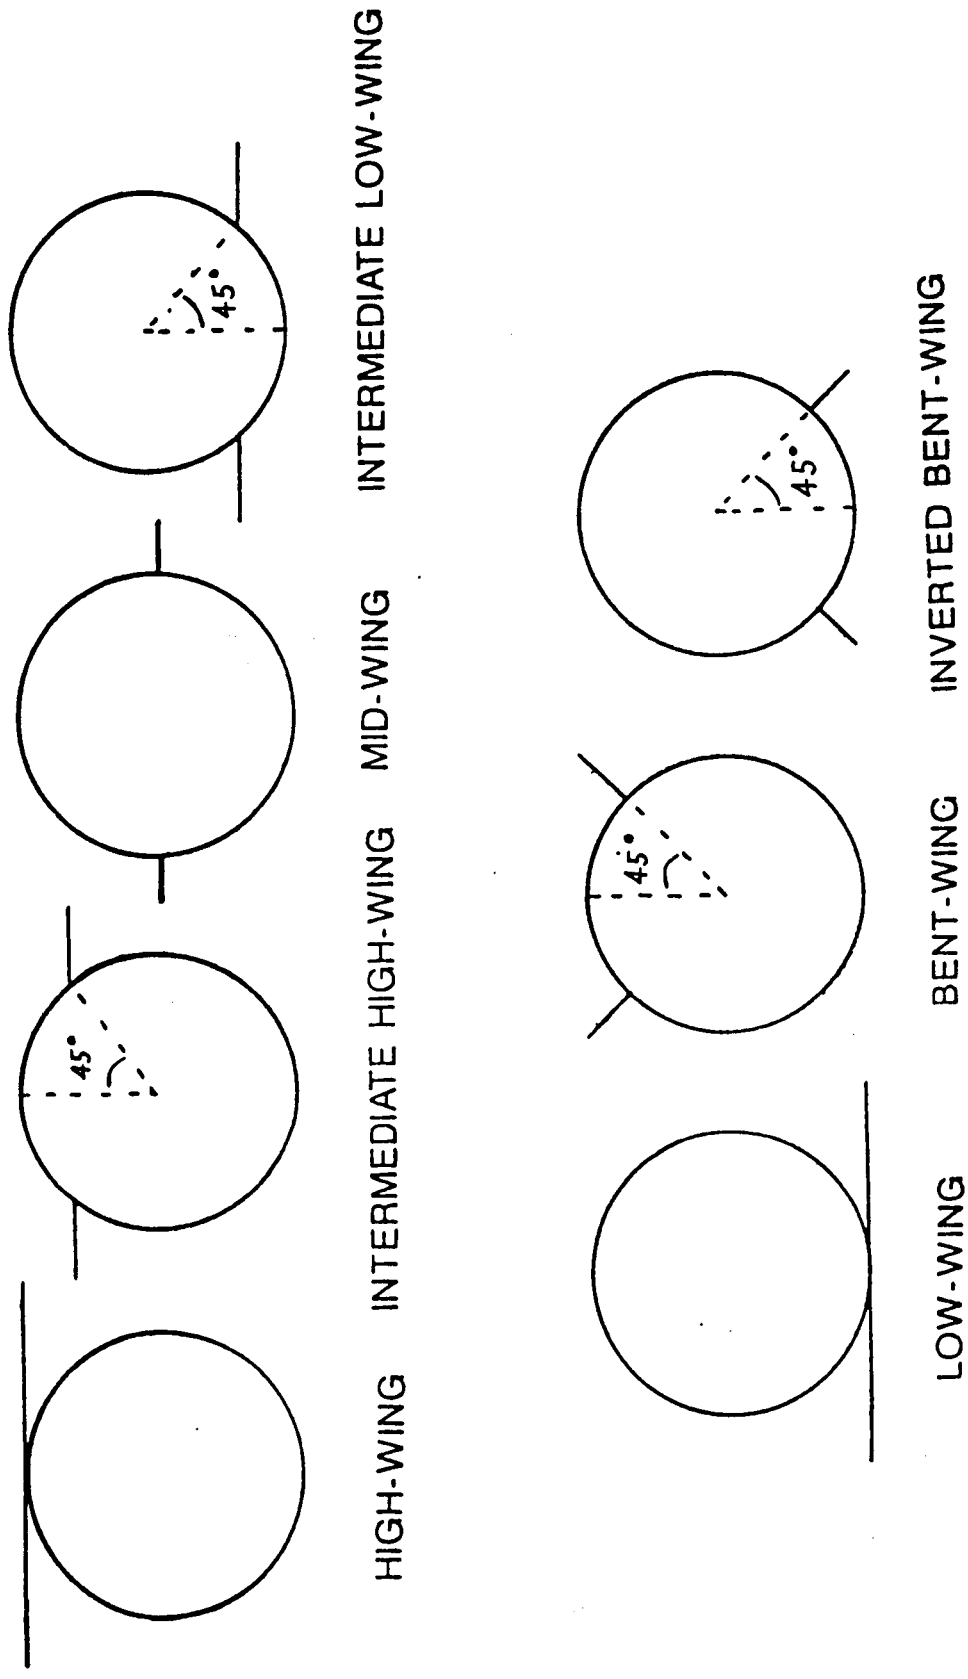 45°
45°
HIGH-WING
INTERMEDIATE HIGH-WING
MID-WING
INTERMEDIATE LOW-WING
45°
45°
LOW-WING
BENT-WING
INVERTED BENT-WING